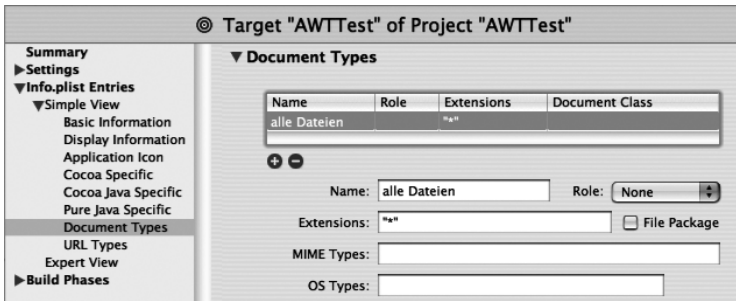 Target "AWTTest" of Project "AWTTest"
Summary
Settings
Info.plist Entries
Simple View
Basic Information
Display Information
Application Icon
Cocoa Specific
Cocoa Java Specific
Pure Java Specific
Document Types
URL Types
Expert View
Build Phases
Document Types
Name Role Extensions Document Class
alle Dateien "*"
Name: alle Dateien Role: None
Extensions: "*" File Package
MIME Types:
OS Types: